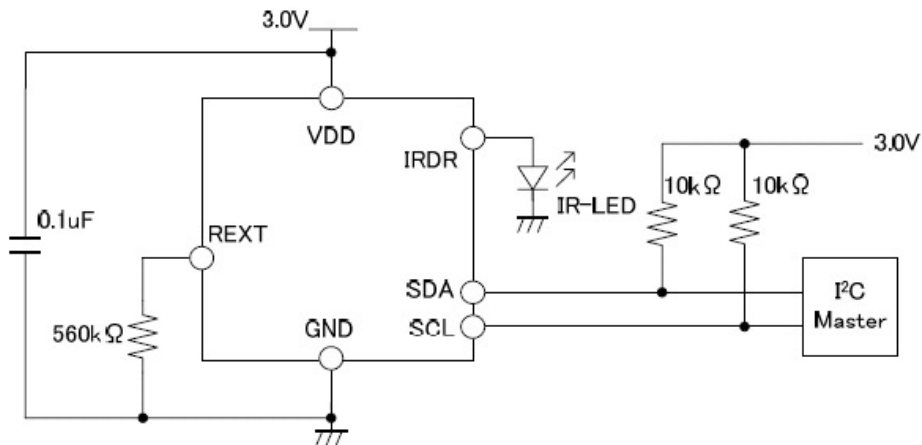 3.0V
VDD
IRDR
3.0V
10kΩ
10kΩ
IR-LED
0.1uF
REXT
SDA
I²C
Master
560kΩ
GND
SCL